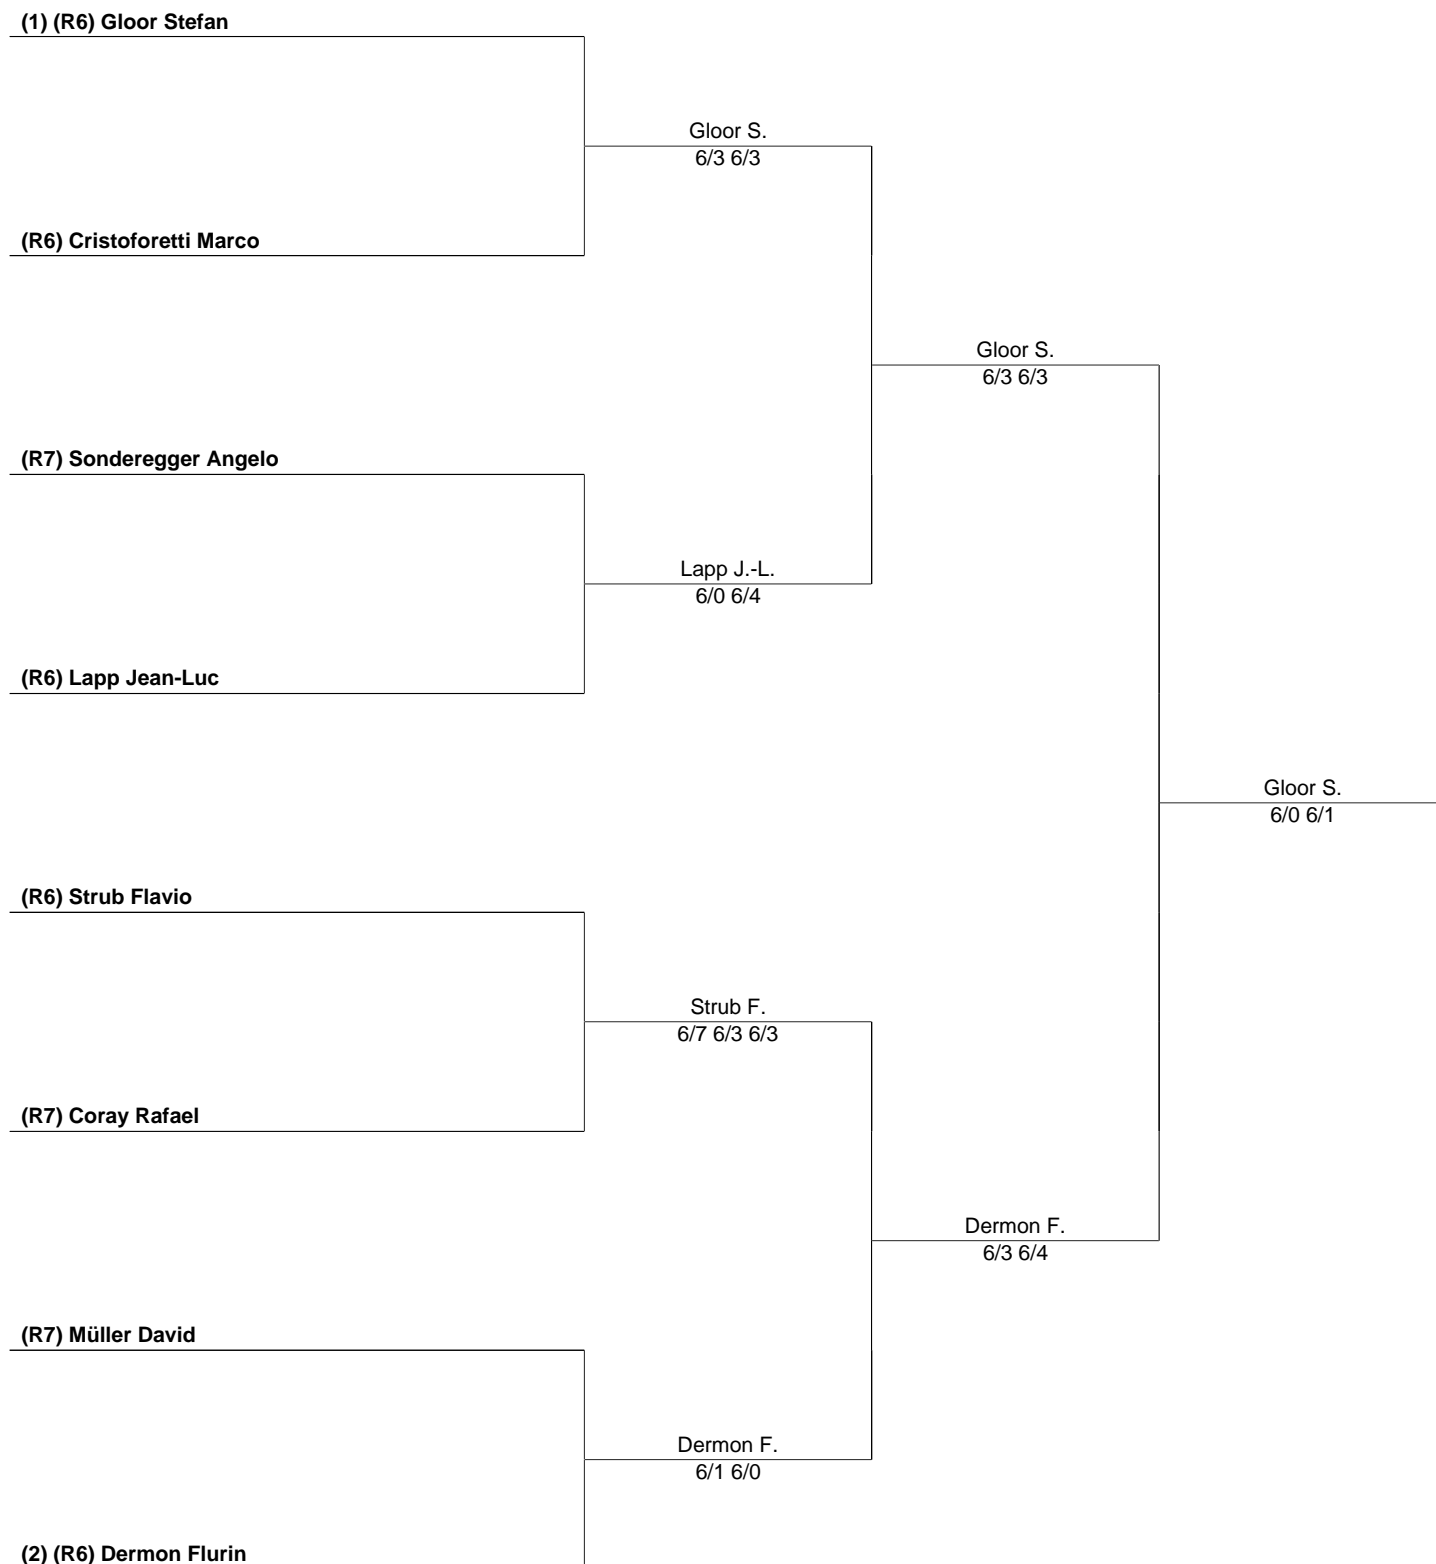 (1) (R6) Gloor Stefan
Gloor S.
6/3 6/3
(R6) Cristoforetti Marco
Gloor S.
6/3 6/3
(R7) Sonderegger Angelo
Lapp J.-L.
6/0 6/4
(R6) Lapp Jean-Luc
Gloor S.
6/0 6/1
(R6) Strub Flavio
Strub F.
6/7 6/3 6/3
(R7) Coray Rafael
Dermon F.
6/3 6/4
(R7) Müller David
Dermon F.
6/1 6/0
(2) (R6) Dermon Flurin